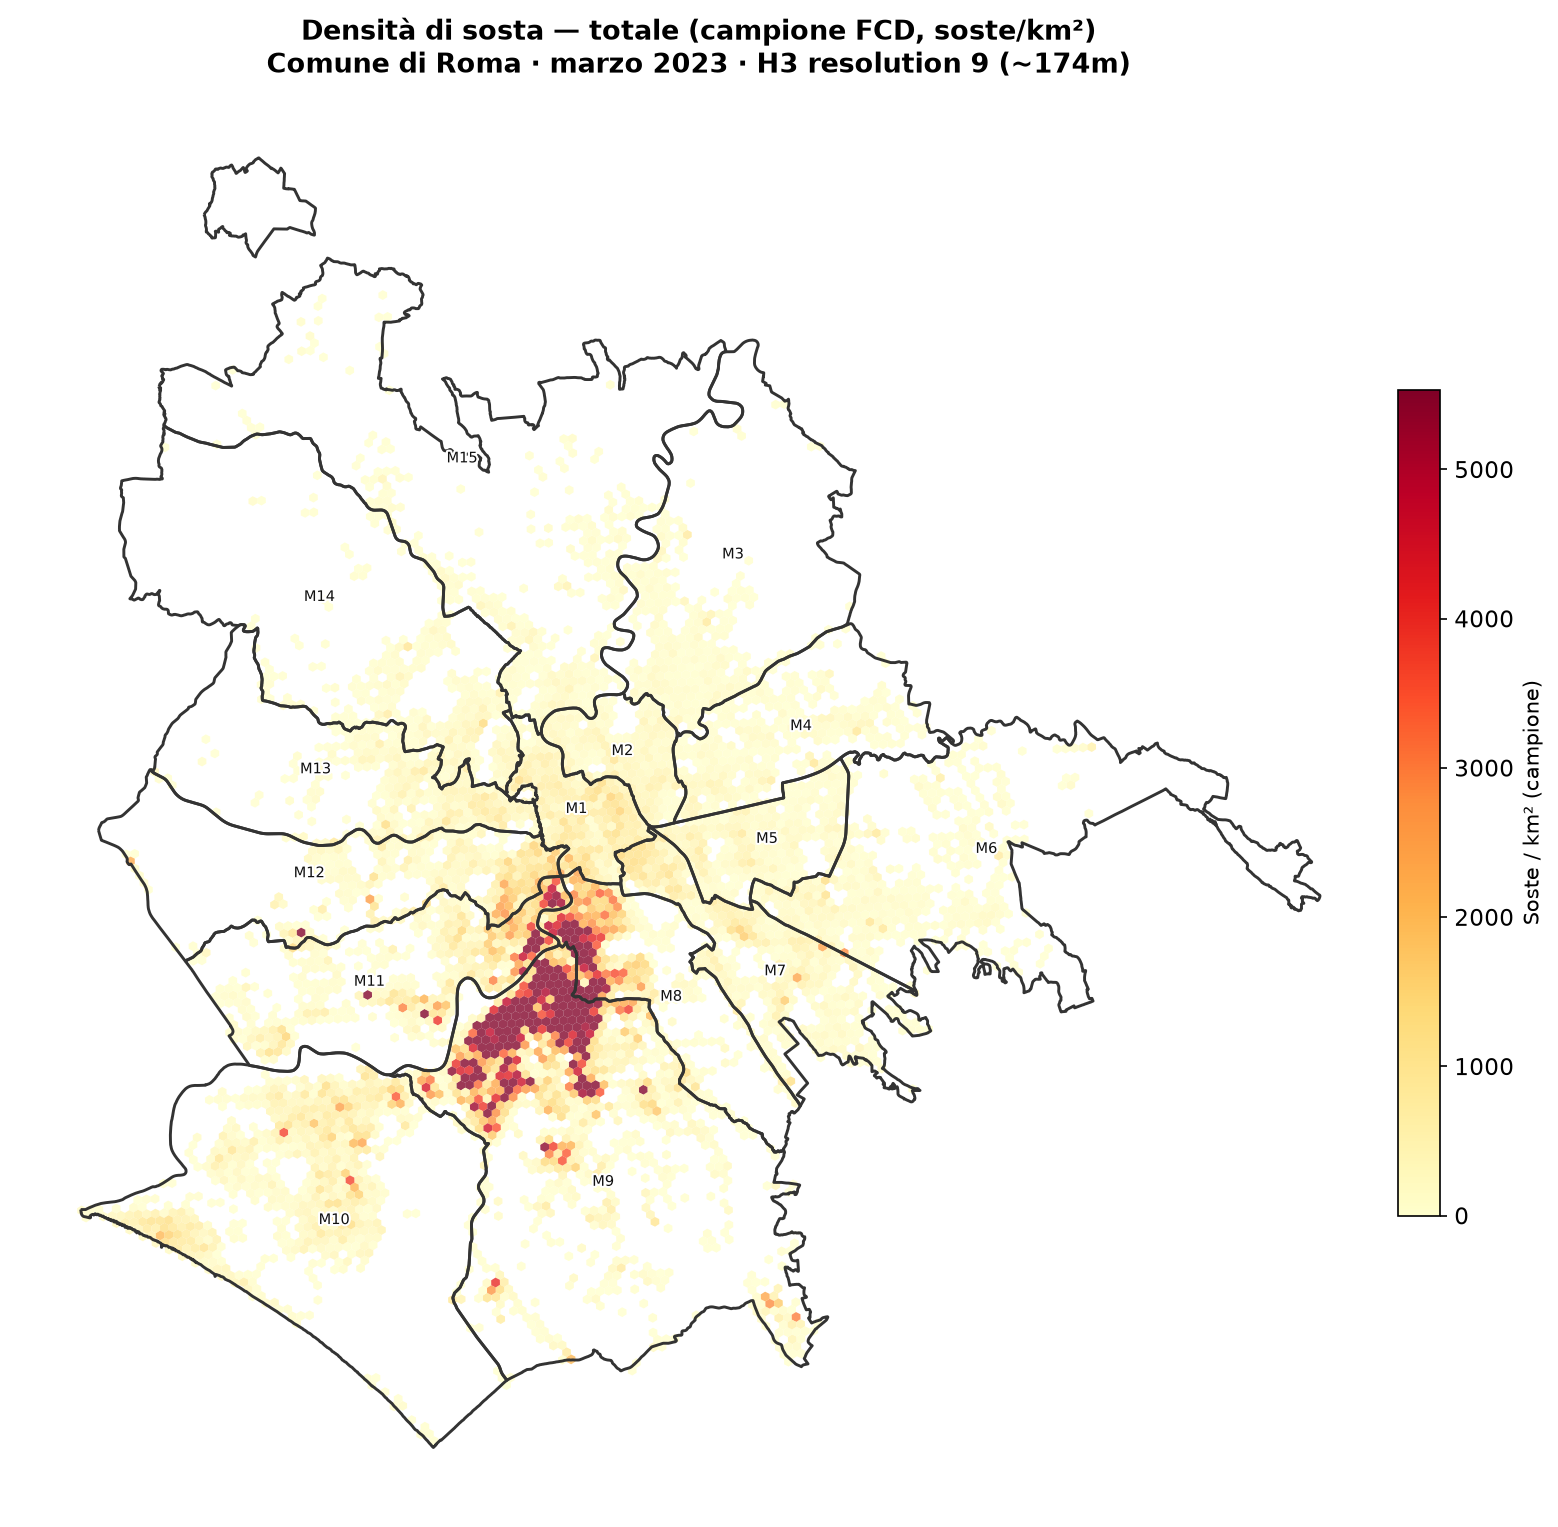 Densità di sosta — totale (campione FCD, soste/km²)
Comune di Roma · marzo 2023 · H3 resolution 9 (~174m)
M15
M3
M14
M4
M2
M13
M1
M5
M6
M12
M7
M11
M8
M9
M10
5000
4000
3000
2000
1000
0
Soste / km² (campione)